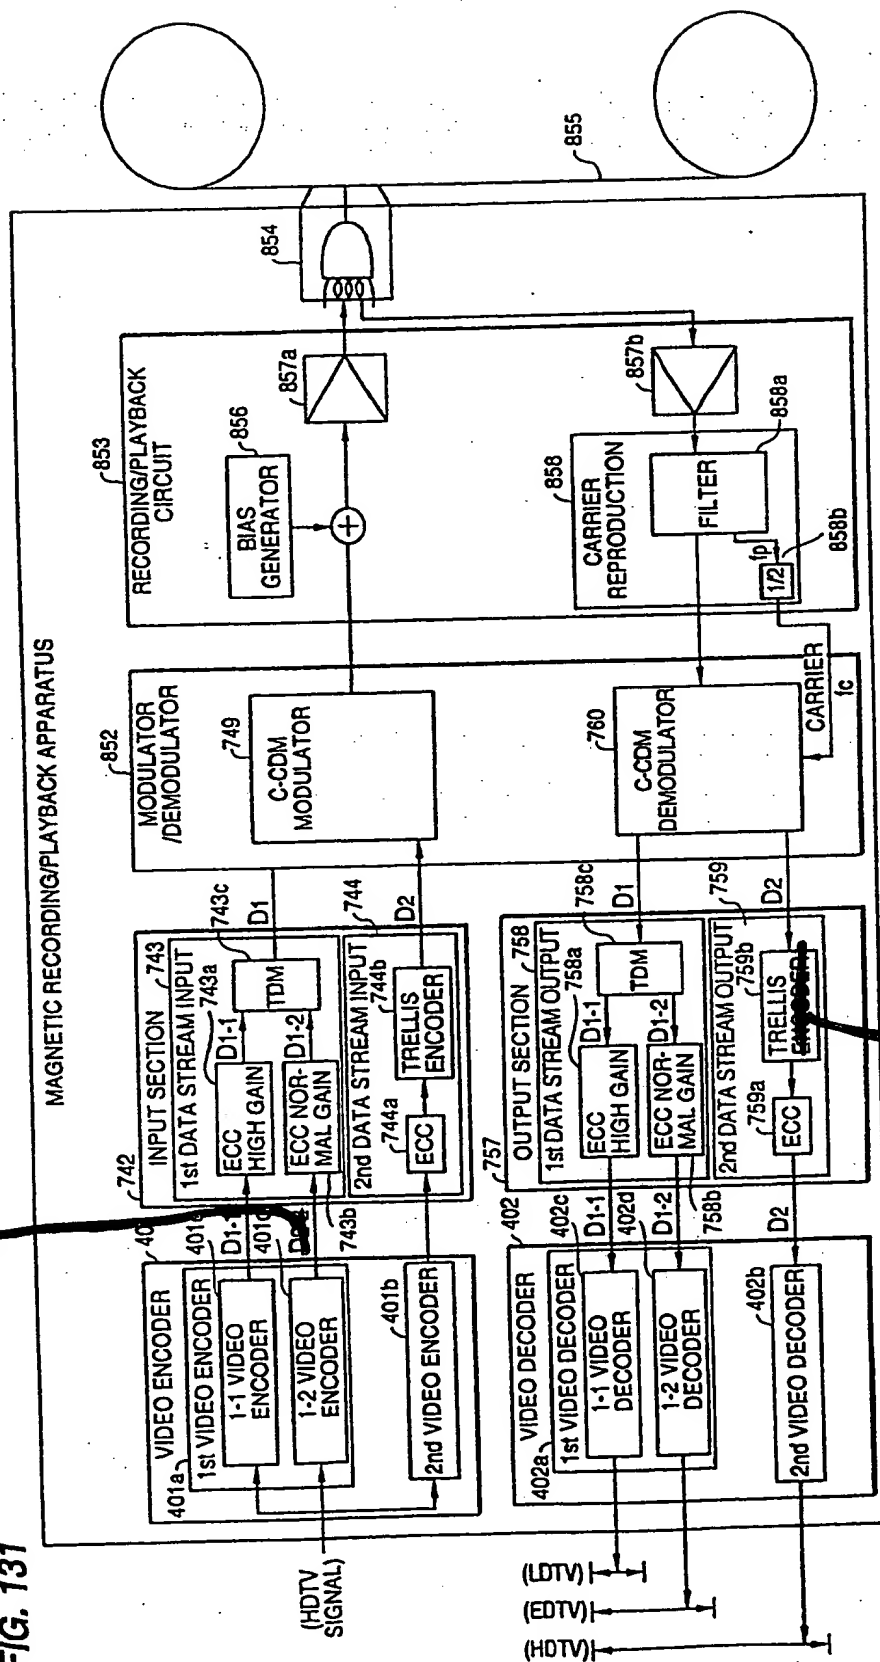 FIG. 131
MAGNETIC RECORDING/PLAYBACK APPARATUS
(HDTV
SIGNAL)
VIDEO ENCODER
401a
1st VIDEO ENCODER
1-1 VIDEO
ENCODER
1-2 VIDEO
ENCODER
2nd VIDEO ENCODER
401b
D1-1
742
INPUT SECTION
743
1st DATA STREAM INPUT
743a
ECC
HIGH GAIN
D1-1
ECC NOR-
MAL GAIN
D1-2
743b
TDM
743c
D1
2nd DATA STREAM INPUT
744
744a
ECC
744b
TRELLIS
ENCODER
D2
852
MODULATOR
/DEMODULATOR
749
C-CDM
MODULATOR
760
C-CDM
DEMODULATOR
CARRIER
fc
853
RECORDING/PLAYBACK
CIRCUIT
BIAS
GENERATOR
856
+
857a
854
855
857b
858
CARRIER
REPRODUCTION
FILTER
858a
fp
1/2
858b
757
OUTPUT SECTION
758
1st DATA STREAM OUTPUT
758a
ECC
HIGH GAIN
D1-1
ECC NOR-
MAL GAIN
D1-2
758b
TDM
758c
D1
2nd DATA STREAM OUTPUT
759
759a
ECC
759b
TRELLIS
D2
402
VIDEO DECODER
402a
1st VIDEO DECODER
1-1 VIDEO
DECODER
402c
D1-1
1-2 VIDEO
DECODER
402d
D1-2
2nd VIDEO DECODER
402b
D2
(LDTV)
(EDTV)
(HDTV)